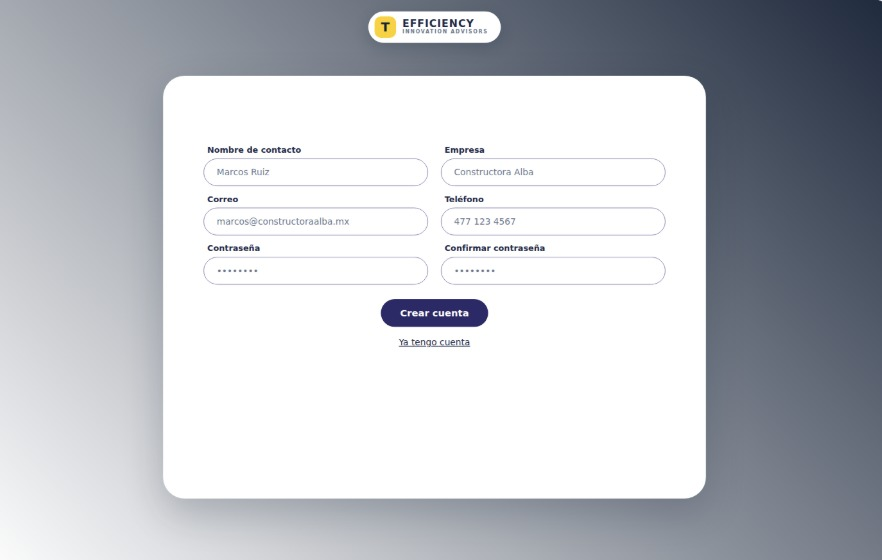 T EFFICIENCY
INNOVATION ADVISORS
Nombre de contacto
Empresa
Marcos Ruiz
Constructora Alba
Correo
Teléfono
marcos@constructoraalba.mx
477 123 4567
Contraseña
Confirmar contraseña
••••••••
••••••••
Crear cuenta
Ya tengo cuenta